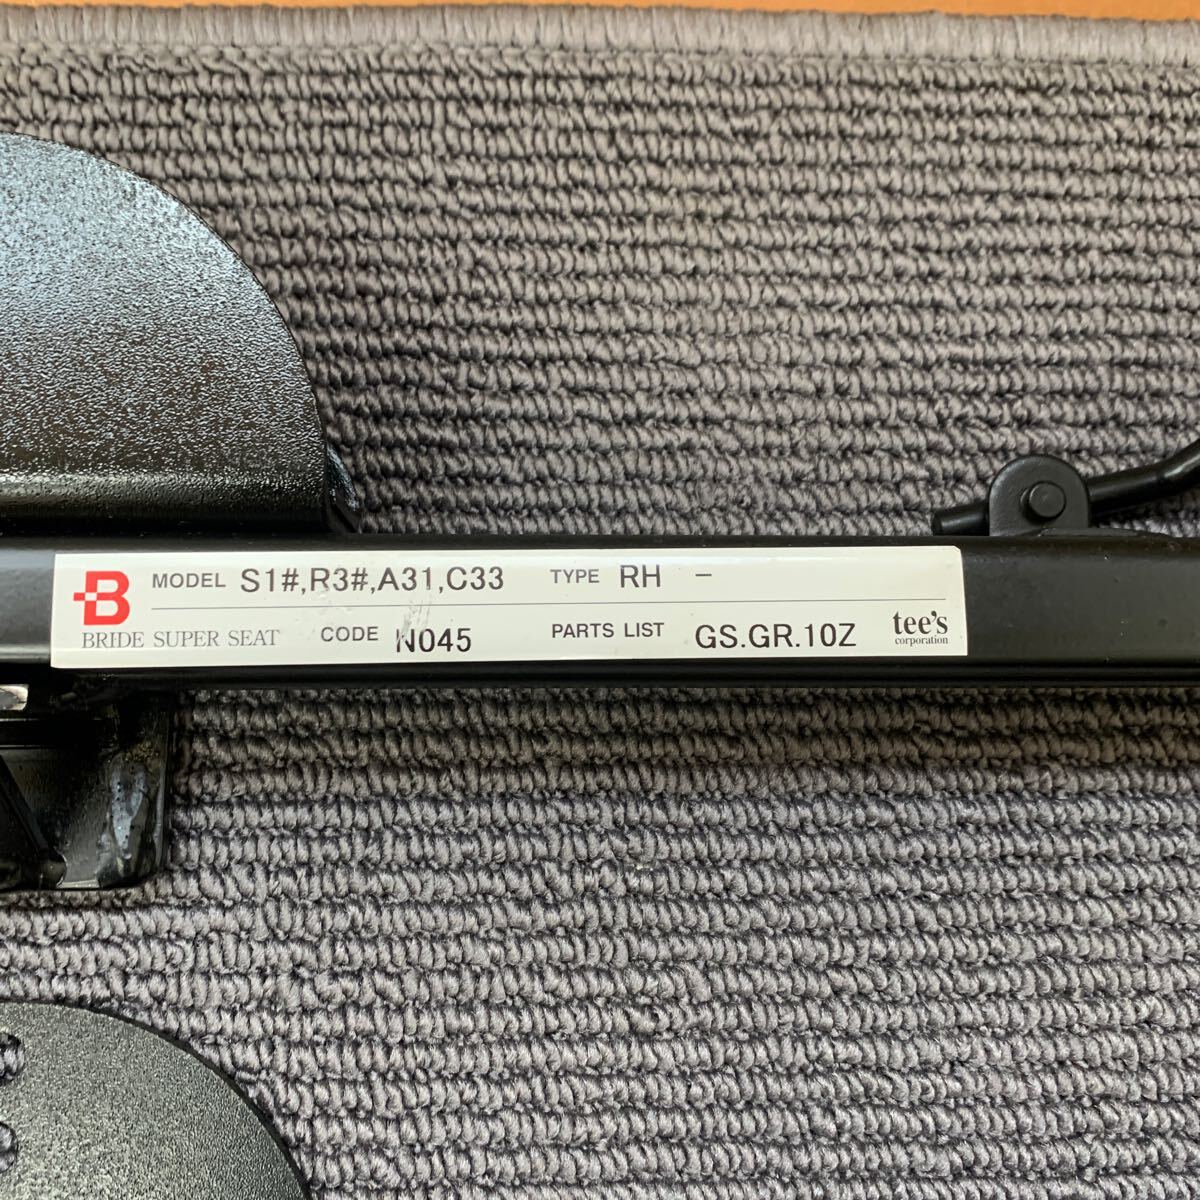 B MODEL S1#,R3#,A31,C33 TYPE RH -
BRIDE SUPER SEAT CODE N045 PARTS LIST GS.GR.10Z tee's
corporation